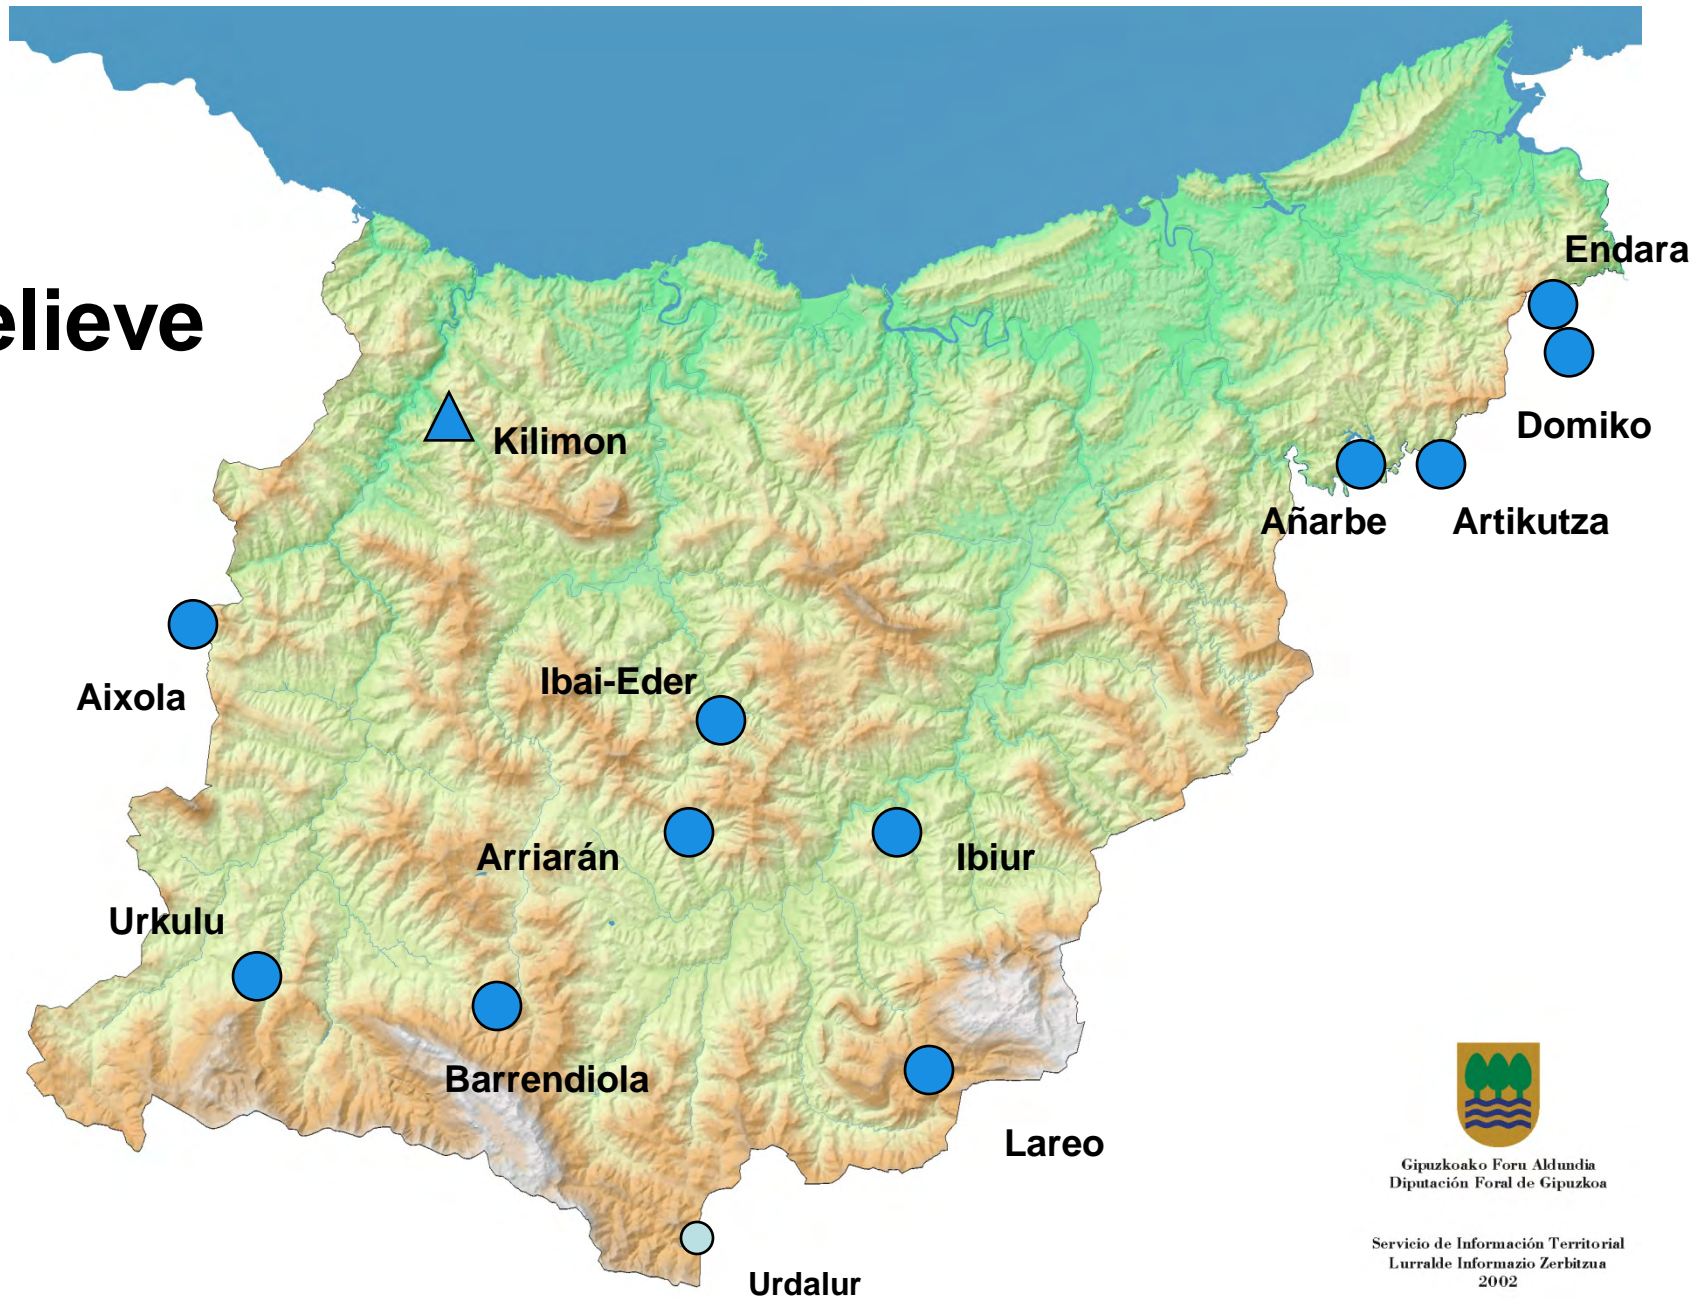 Endara
elieve
Domiko
Kilimon
Añarbe
Artikutza
Ibai-Eder
Aixola
Arriarán
Ibiur
Urkulu
Barrendiola
Lareo
Gipuzkoako Foru Aldundia
Diputación Foral de Gipuzkoa
Servicio de Información Territorial
Lurralde Informazio Zerbitzua
2002
Urdalur